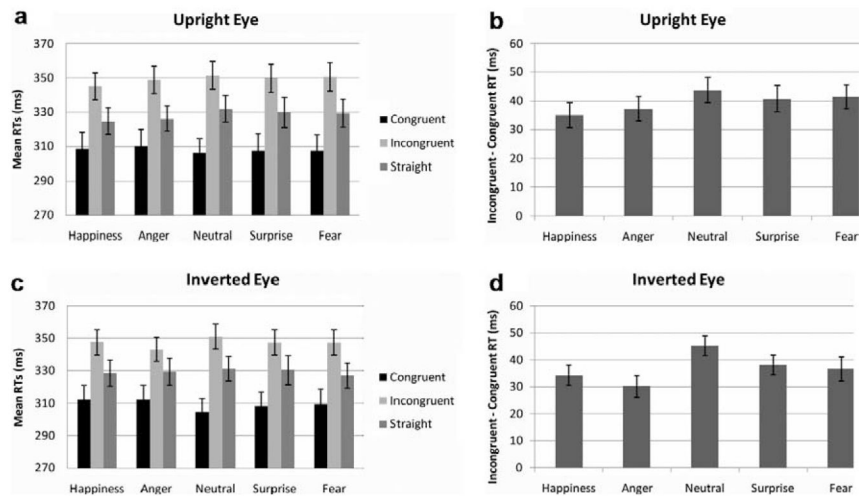 a
Upright Eye
Mean RTs (ms)
370
350
330
310
290
270
Happiness Anger Neutral Surprise Fear
Congruent
Incongruent
Straight
b
Upright Eye
Incongruent - Congruent RT (ms)
60
50
40
30
20
10
0
Happiness Anger Neutral Surprise Fear
c
Inverted Eye
Mean RTs (ms)
370
350
330
310
290
270
Happiness Anger Neutral Surprise Fear
Congruent
Incongruent
Straight
d
Inverted Eye
Incongruent - Congruent RT (ms)
60
50
40
30
20
10
0
Happiness Anger Neutral Surprise Fear